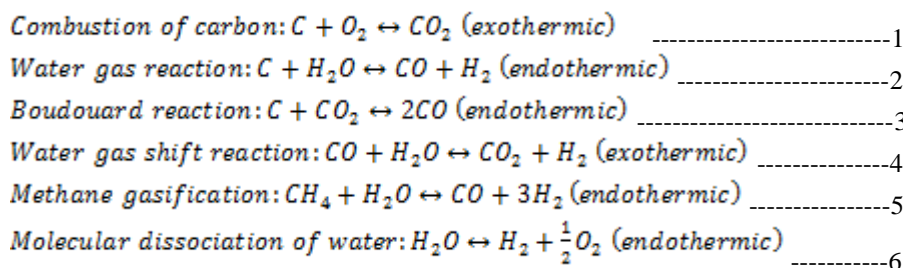 Combustion of carbon: C + O₂ ↔ CO₂ (exothermic) --------------------------1
Water gas reaction: C + H₂O ↔ CO + H₂ (endothermic) -----------------------2
Boudouard reaction: C + CO₂ ↔ 2CO (endothermic) ----------------------------3
Water gas shift reaction: CO + H₂O ↔ CO₂ + H₂ (exothermic) ---------------4
Methane gasification: CH₄ + H₂O ↔ CO + 3H₂ (endothermic) ----------------5
Molecular dissociation of water: H₂O ↔ H₂ + ½O₂ (endothermic) -----------6